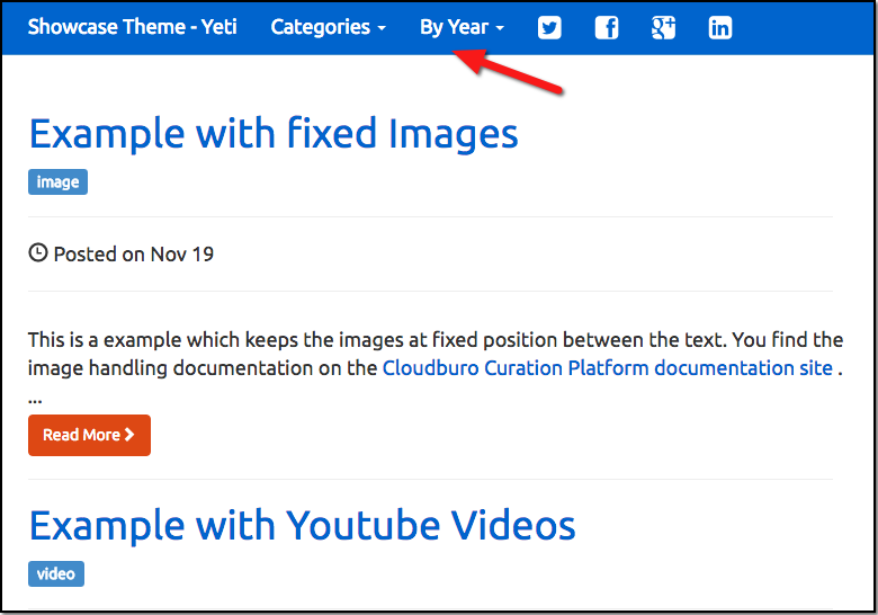 Showcase Theme - Yeti Categories By Year
Example with fixed Images
image
Posted on Nov 19
This is a example which keeps the images at fixed position between the text. You find the
image handling documentation on the Cloudburo Curation Platform documentation site .
...
Read More
Example with Youtube Videos
video